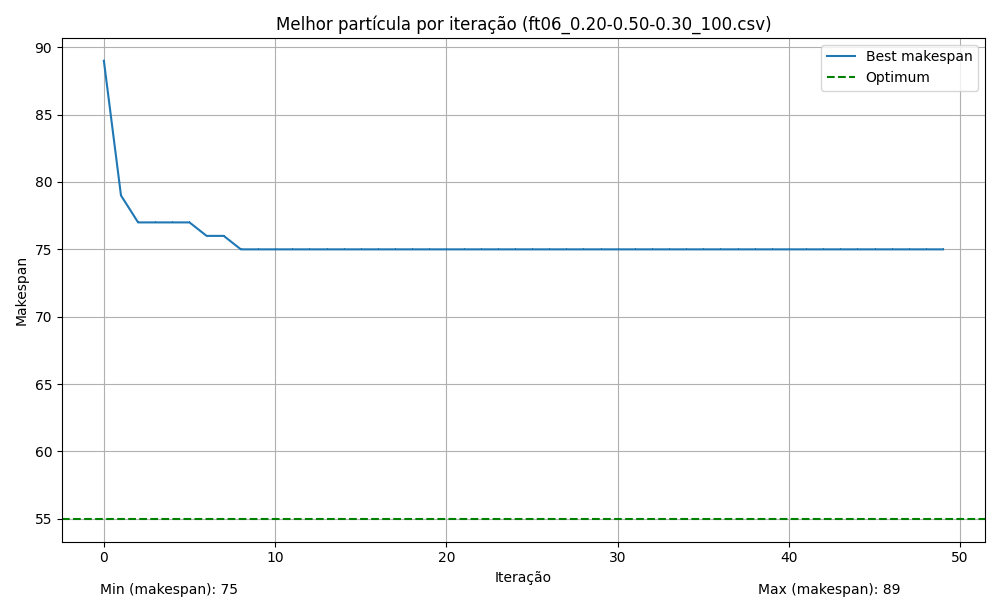 Melhor partícula por iteração (ft06_0.20-0.50-0.30_100.csv)
Best makespan
Optimum
Makespan
90
85
80
75
70
65
60
55
0
10
20
30
40
50
Iteração
Min (makespan): 75
Max (makespan): 89